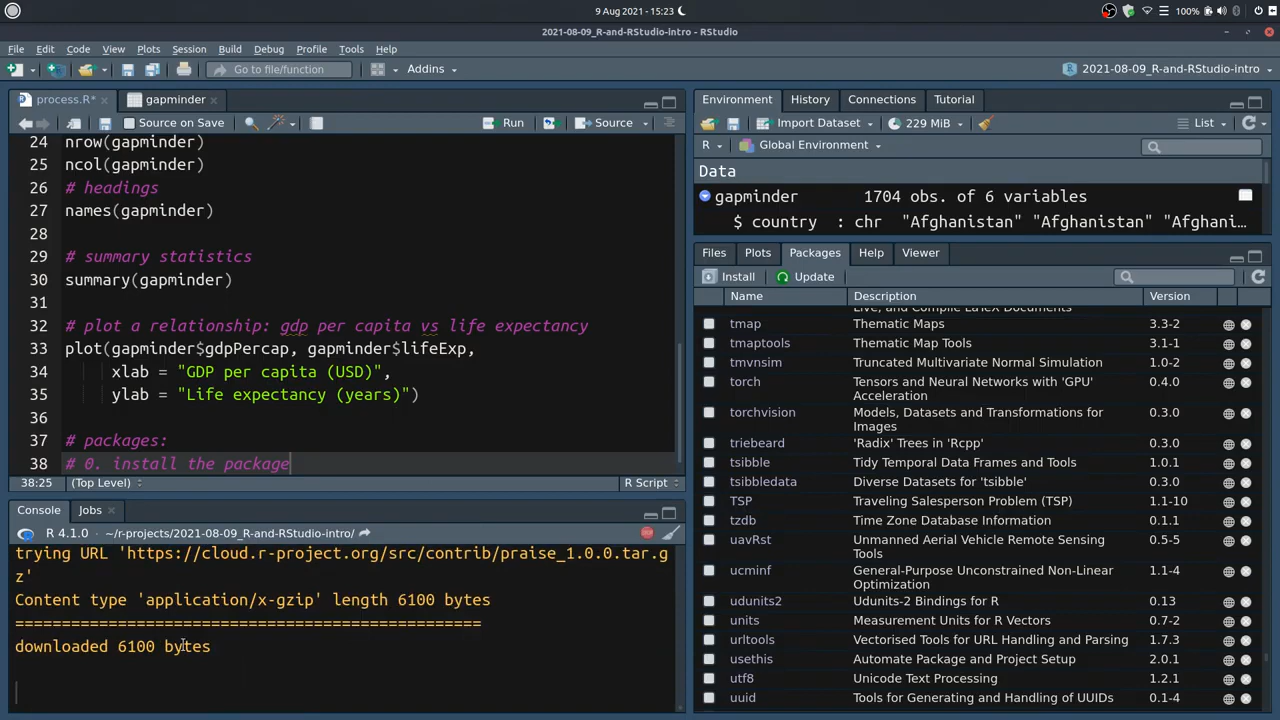 9 Aug 2021 - 15:23
100%
2021-08-09_R-and-RStudio-intro - RStudio
File Edit Code View Plots Session Build Debug Profile Tools Help
Go to file/function
Addins
2021-08-09_R-and-RStudio-intro
process.R*
gapminder
Source on Save
Run
Source
24 nrow(gapminder)
25 ncol(gapminder)
26 # headings
27 names(gapminder)
28
29 # summary statistics
30 summary(gapminder)
31
32 # plot a relationship: gdp per capita vs life expectancy
33 plot(gapminder$gdpPercap, gapminder$lifeExp,
34 xlab = "GDP per capita (USD)",
35 ylab = "Life expectancy (years)")
36
37 # packages:
38 # 0. install the package
38:25 (Top Level) R Script
Console Jobs
R 4.1.0 · ~/r-projects/2021-08-09_R-and-RStudio-intro/
trying URL 'https://cloud.r-project.org/src/contrib/praise_1.0.0.tar.g
z'
Content type 'application/x-gzip' length 6100 bytes
==================================================
downloaded 6100 bytes
Environment History Connections Tutorial
Import Dataset 229 MiB List
R Global Environment
Data
gapminder 1704 obs. of 6 variables
$ country : chr "Afghanistan" "Afghanistan" "Afghani…
Files Plots Packages Help Viewer
Install Update
Name Description Version
Live, and Compile LaTeX Documents
tmap Thematic Maps 3.3-2
tmaptools Thematic Map Tools 3.1-1
tmvnsim Truncated Multivariate Normal Simulation 1.0-2
torch Tensors and Neural Networks with 'GPU' 0.4.0
Acceleration
torchvision Models, Datasets and Transformations for 0.3.0
Images
triebeard 'Radix' Trees in 'Rcpp' 0.3.0
tsibble Tidy Temporal Data Frames and Tools 1.0.1
tsibbledata Diverse Datasets for 'tsibble' 0.3.0
TSP Traveling Salesperson Problem (TSP) 1.1-10
tzdb Time Zone Database Information 0.1.1
uavRst Unmanned Aerial Vehicle Remote Sensing 0.5-5
Tools
ucminf General-Purpose Unconstrained Non-Linear 1.1-4
Optimization
udunits2 Udunits-2 Bindings for R 0.13
units Measurement Units for R Vectors 0.7-2
urltools Vectorised Tools for URL Handling and Parsing 1.7.3
usethis Automate Package and Project Setup 2.0.1
utf8 Unicode Text Processing 1.2.1
uuid Tools for Generating and Handling of UUIDs 0.1-4